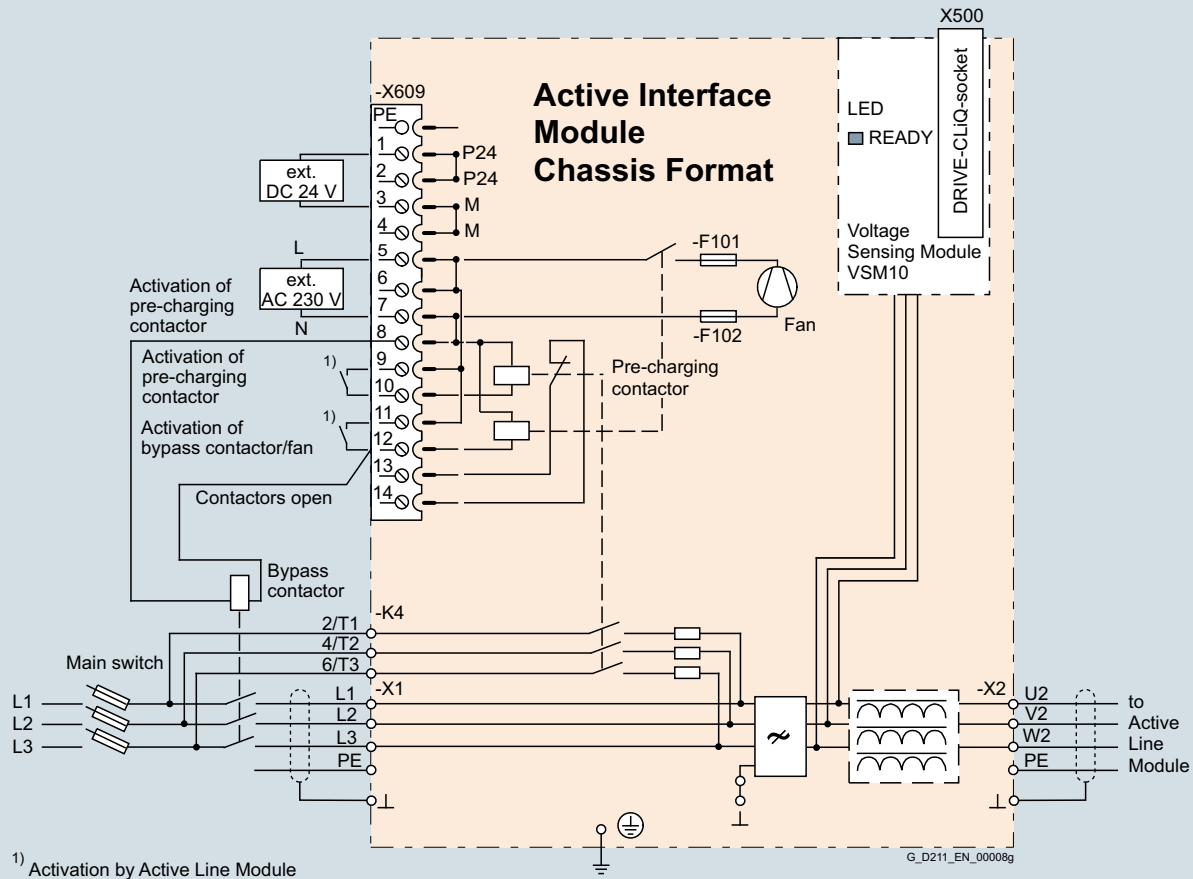 X500
DRIVE-CLiQ-socket
Active Interface
Module
Chassis Format
LED
READY
Voltage
Sensing Module
VSM10
-X609
PE
1
2
3
4
5
6
7
8
9
10
11
12
13
14
P24
P24
M
M
ext.
DC 24 V
L
ext.
AC 230 V
N
-F101
-F102
Fan
Activation of
pre-charging
contactor
1)
Activation of
pre-charging
contactor
1)
Activation of
bypass contactor/fan
Contactors open
Pre-charging
contactor
Bypass
contactor
-K4
2/T1
4/T2
6/T3
Main switch
-X1
L1
L2
L3
L1
L2
L3
PE
≈
-X2
U2
V2
W2
PE
to
Active
Line
Module
1) Activation by Active Line Module
G_D211_EN_00008g